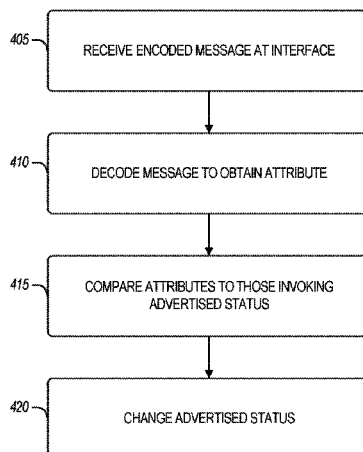 405
RECEIVE ENCODED MESSAGE AT INTERFACE
410
DECODE MESSAGE TO OBTAIN ATTRIBUTE
415
COMPARE ATTRIBUTES TO THOSE INVOKING
ADVERTISED STATUS
420
CHANGE ADVERTISED STATUS